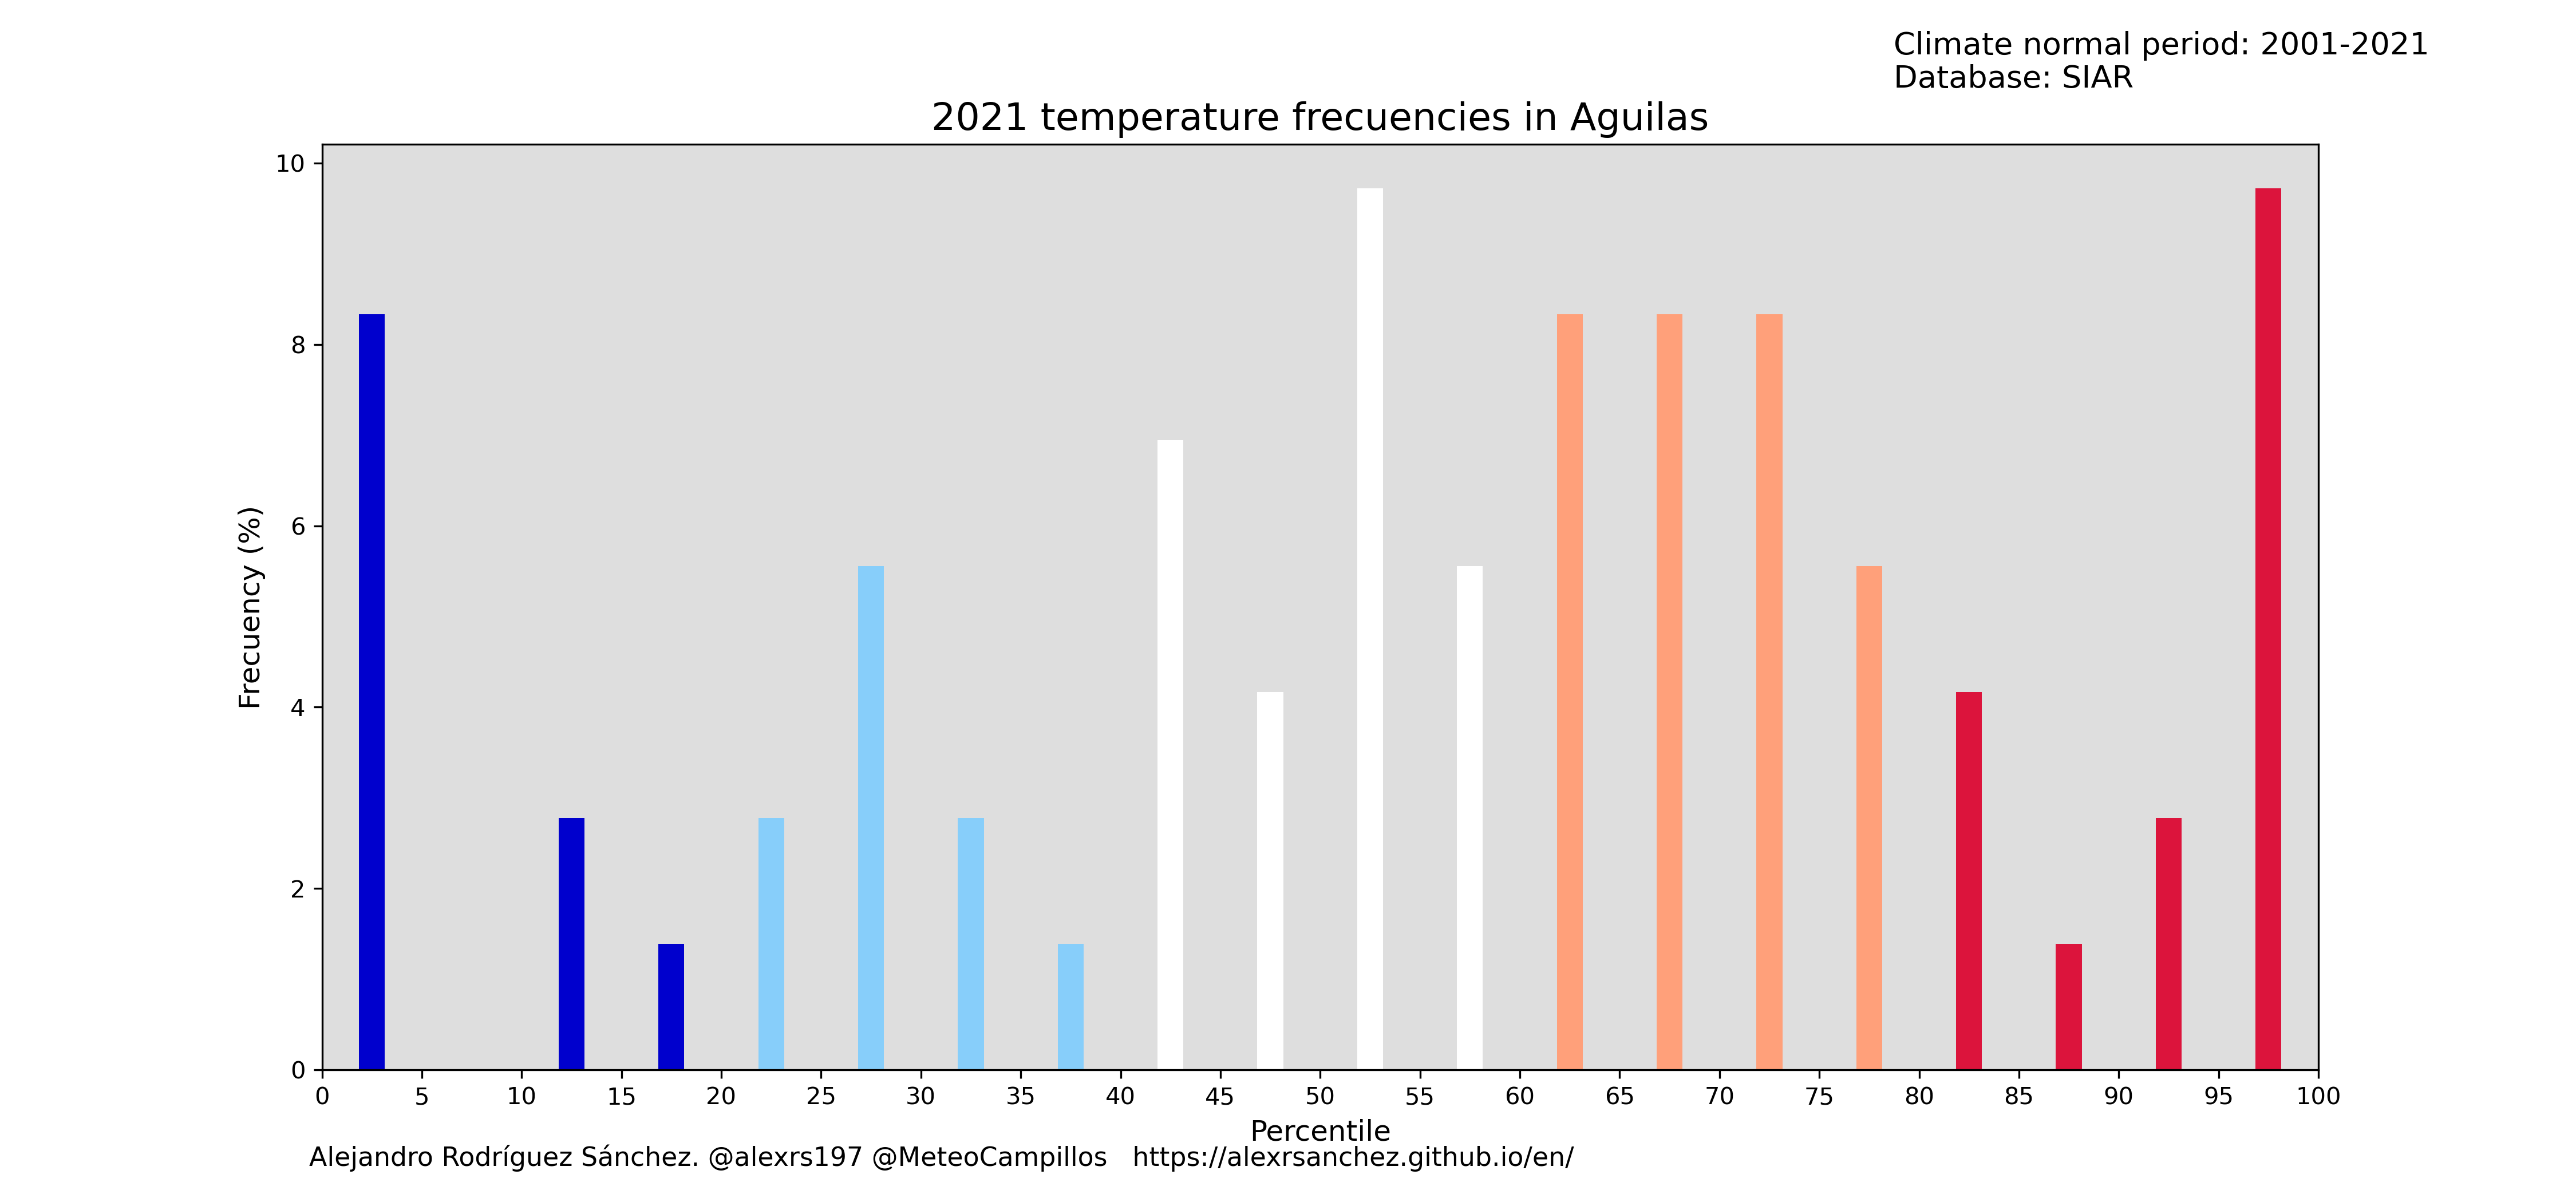 Climate normal period: 2001-2021
Database: SIAR
2021 temperature frecuencies in Aguilas
10
8
6
4
2
0
Frecuency (%)
0 5 10 15 20 25 30 35 40 45 50 55 60 65 70 75 80 85 90 95 100
Percentile
Alejandro Rodríguez Sánchez. @alexrs197 @MeteoCampillos https://alexrsanchez.github.io/en/